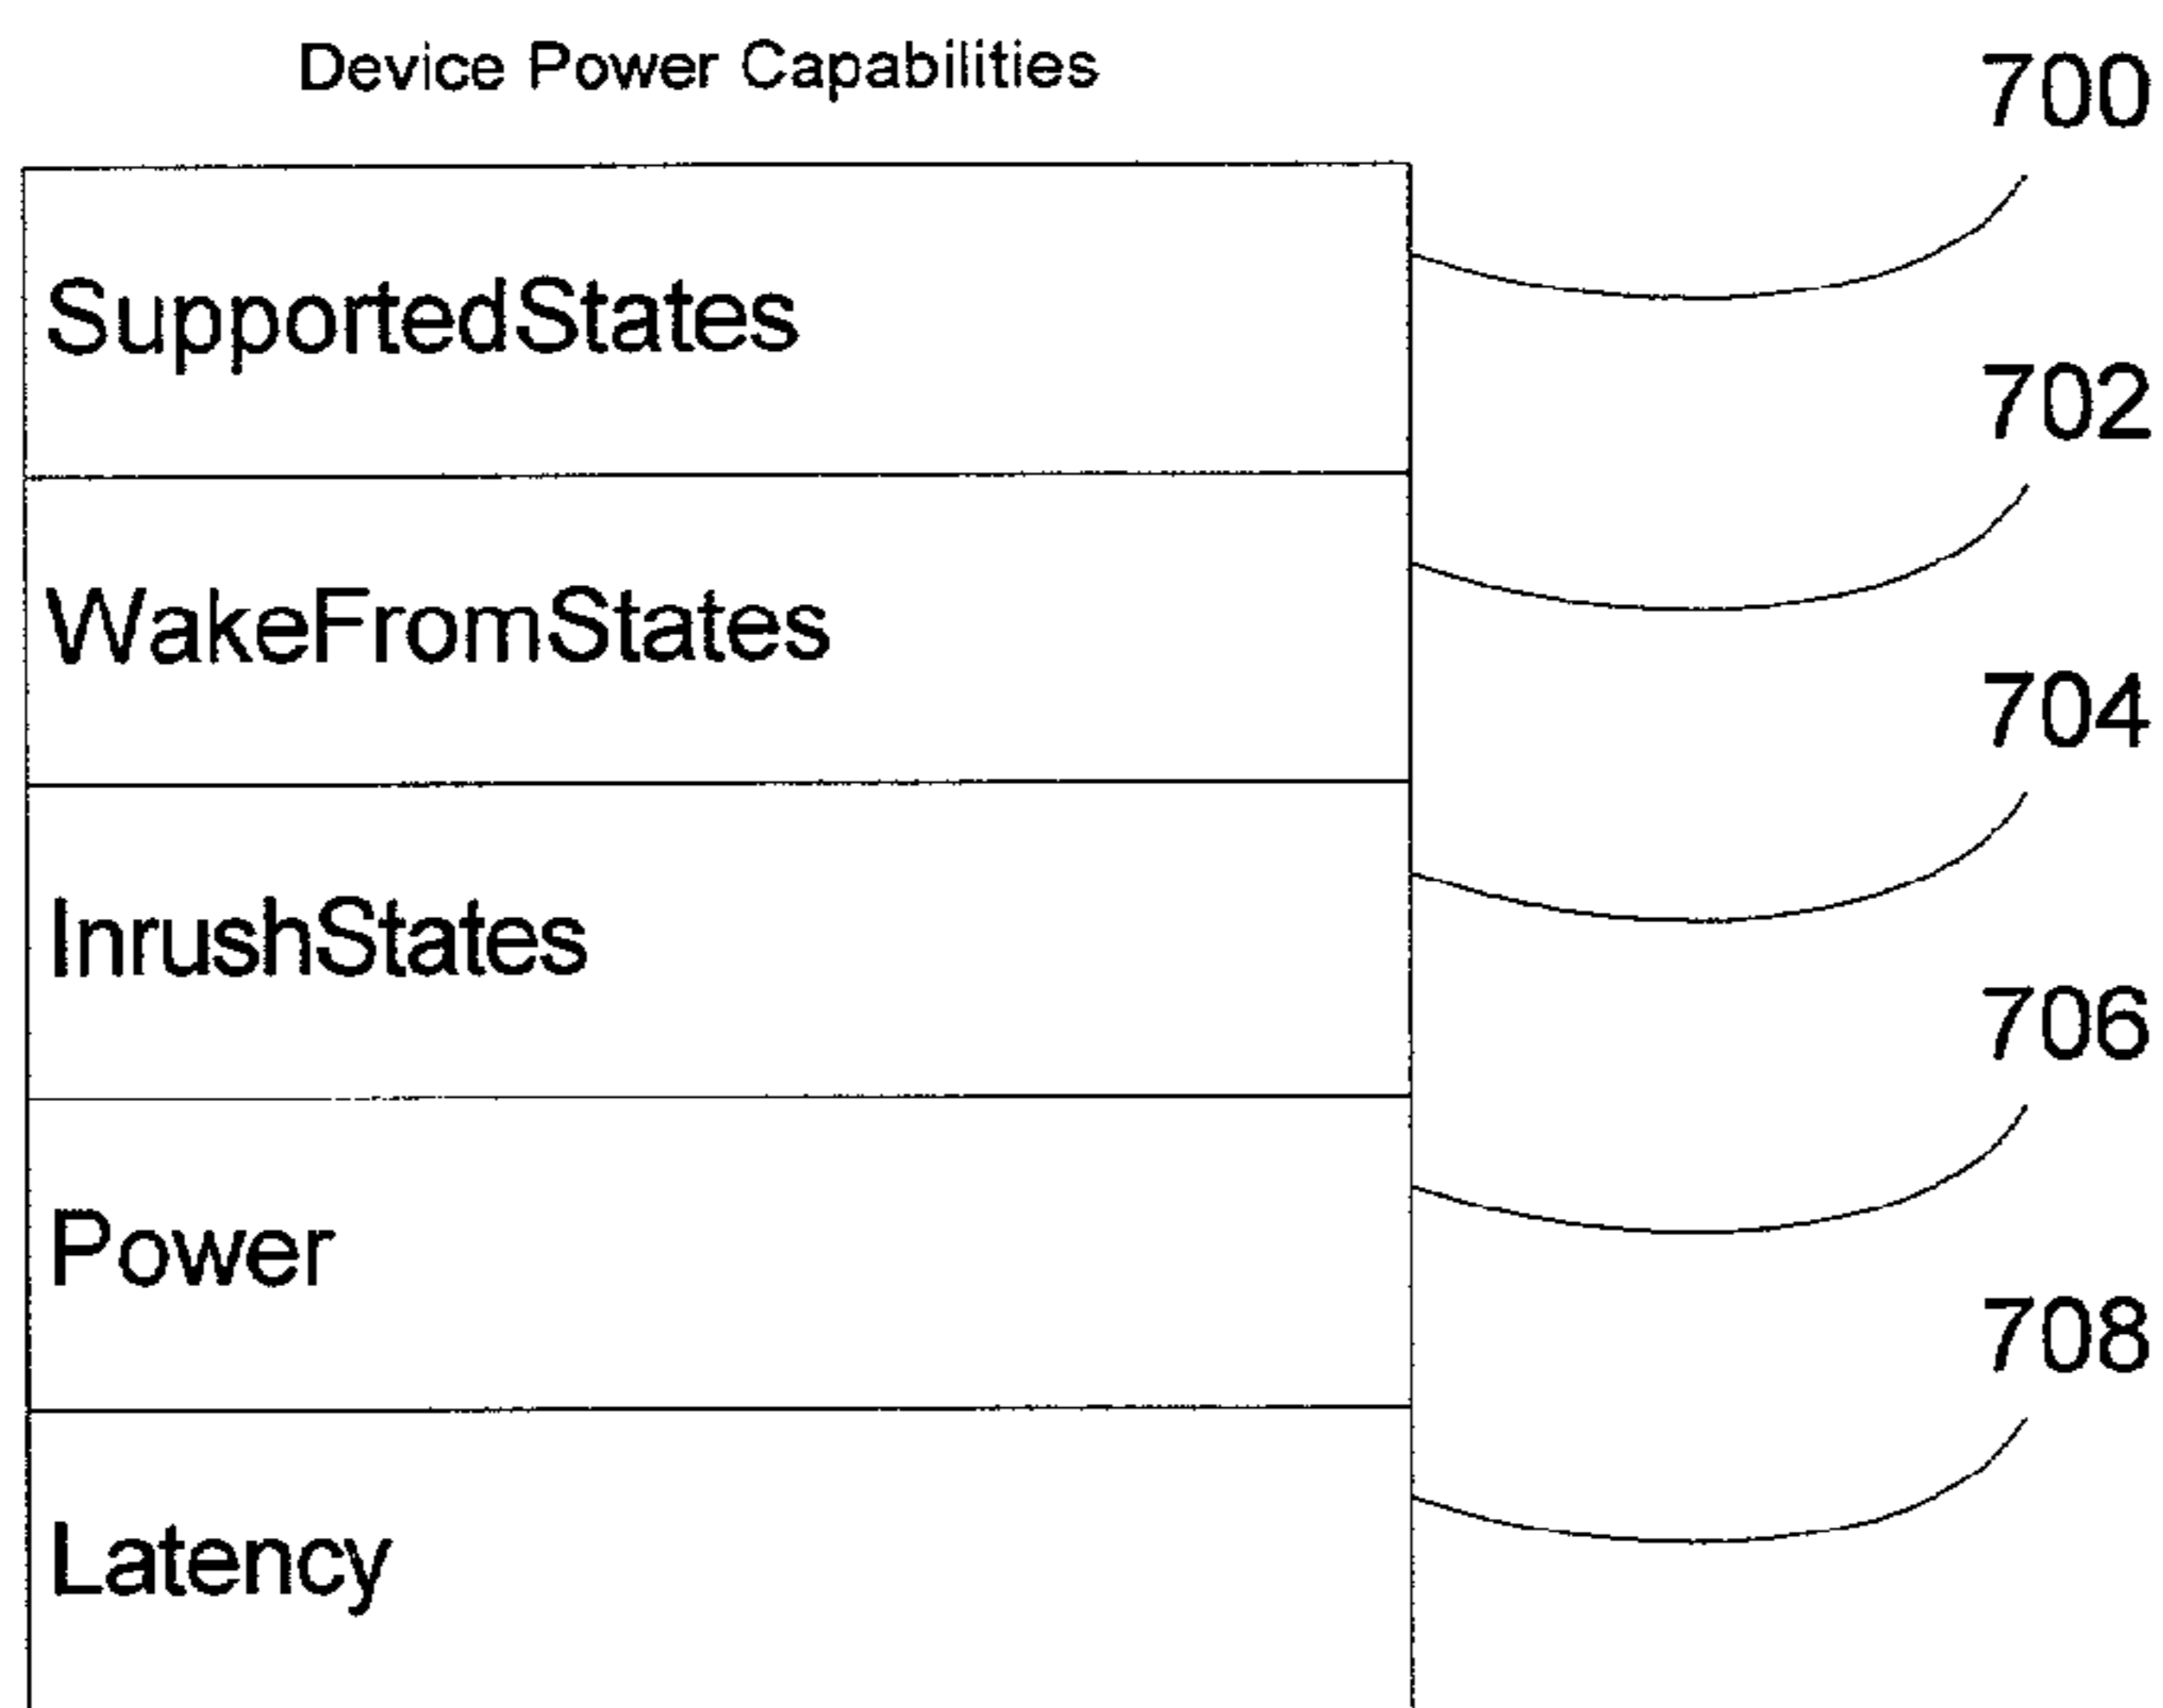 Device Power Capabilities
700
SupportedStates
702
WakeFromStates
704
InrushStates
706
Power
708
Latency